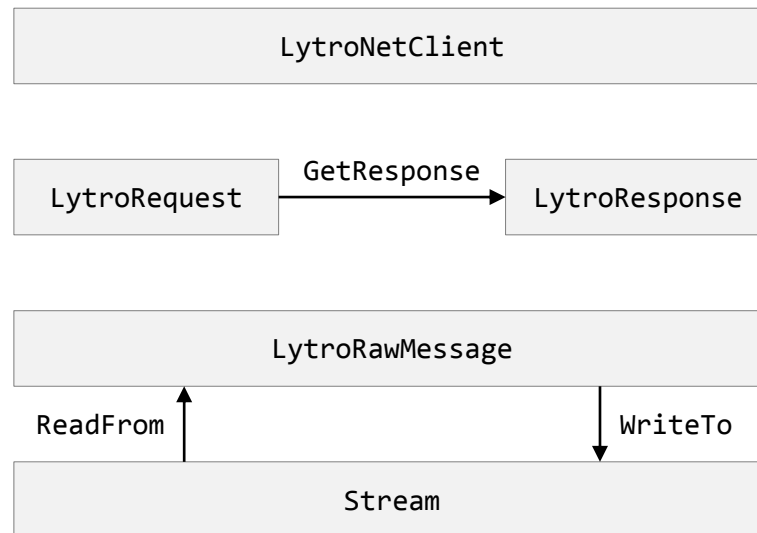 LytroNetClient
GetResponse
LytroRequest
LytroResponse
LytroRawMessage
ReadFrom
WriteTo
Stream